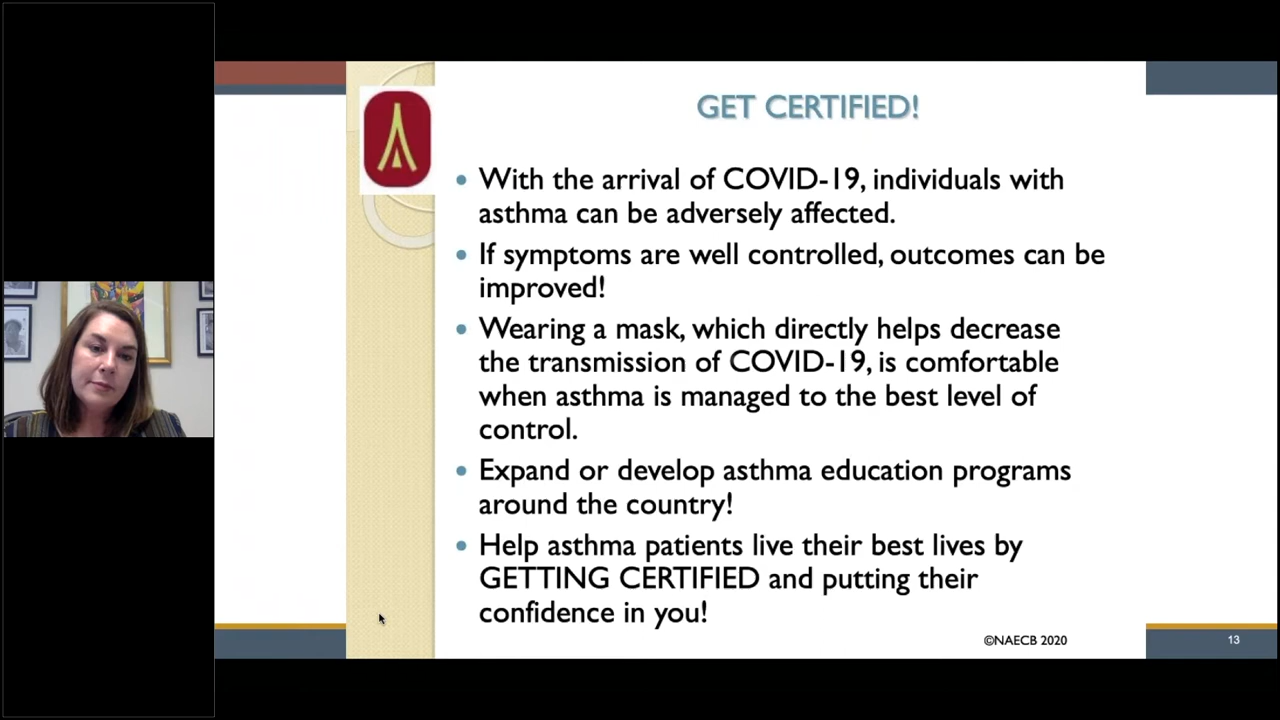 GET CERTIFIED!
With the arrival of COVID-19, individuals with
asthma can be adversely affected.
If symptoms are well controlled, outcomes can be
improved!
Wearing a mask, which directly helps decrease
the transmission of COVID-19, is comfortable
when asthma is managed to the best level of
control.
Expand or develop asthma education programs
around the country!
Help asthma patients live their best lives by
GETTING CERTIFIED and putting their
confidence in you!
©NAECB 2020
13